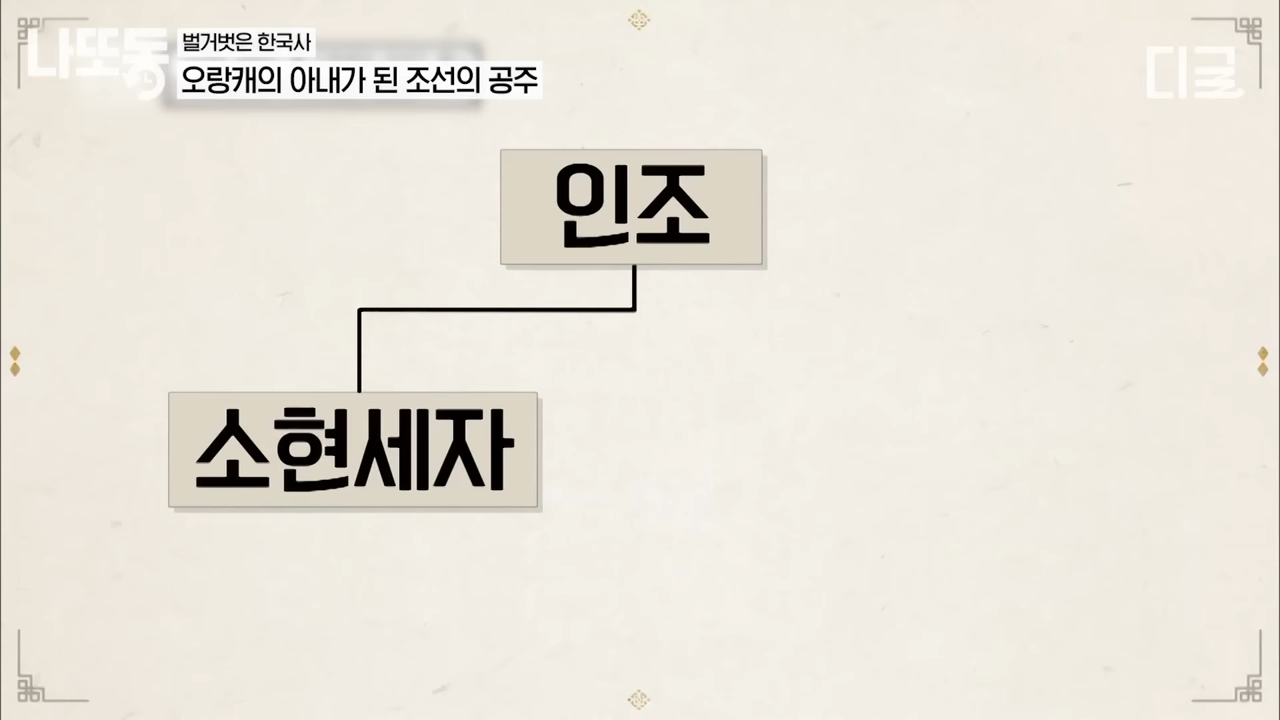 나또동
벌거벗은 한국사
오랑캐의 아내가 된 조선의 공주
디글
인조
소현세자